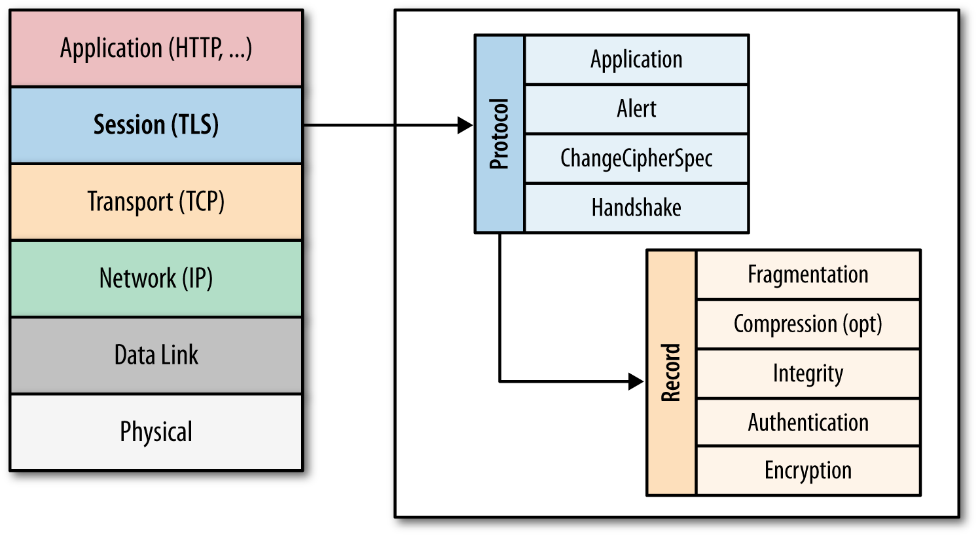 Application (HTTP, ...)
Session (TLS)
Transport (TCP)
Network (IP)
Data Link
Physical
Protocol
Application
Alert
ChangeCipherSpec
Handshake
Record
Fragmentation
Compression (opt)
Integrity
Authentication
Encryption